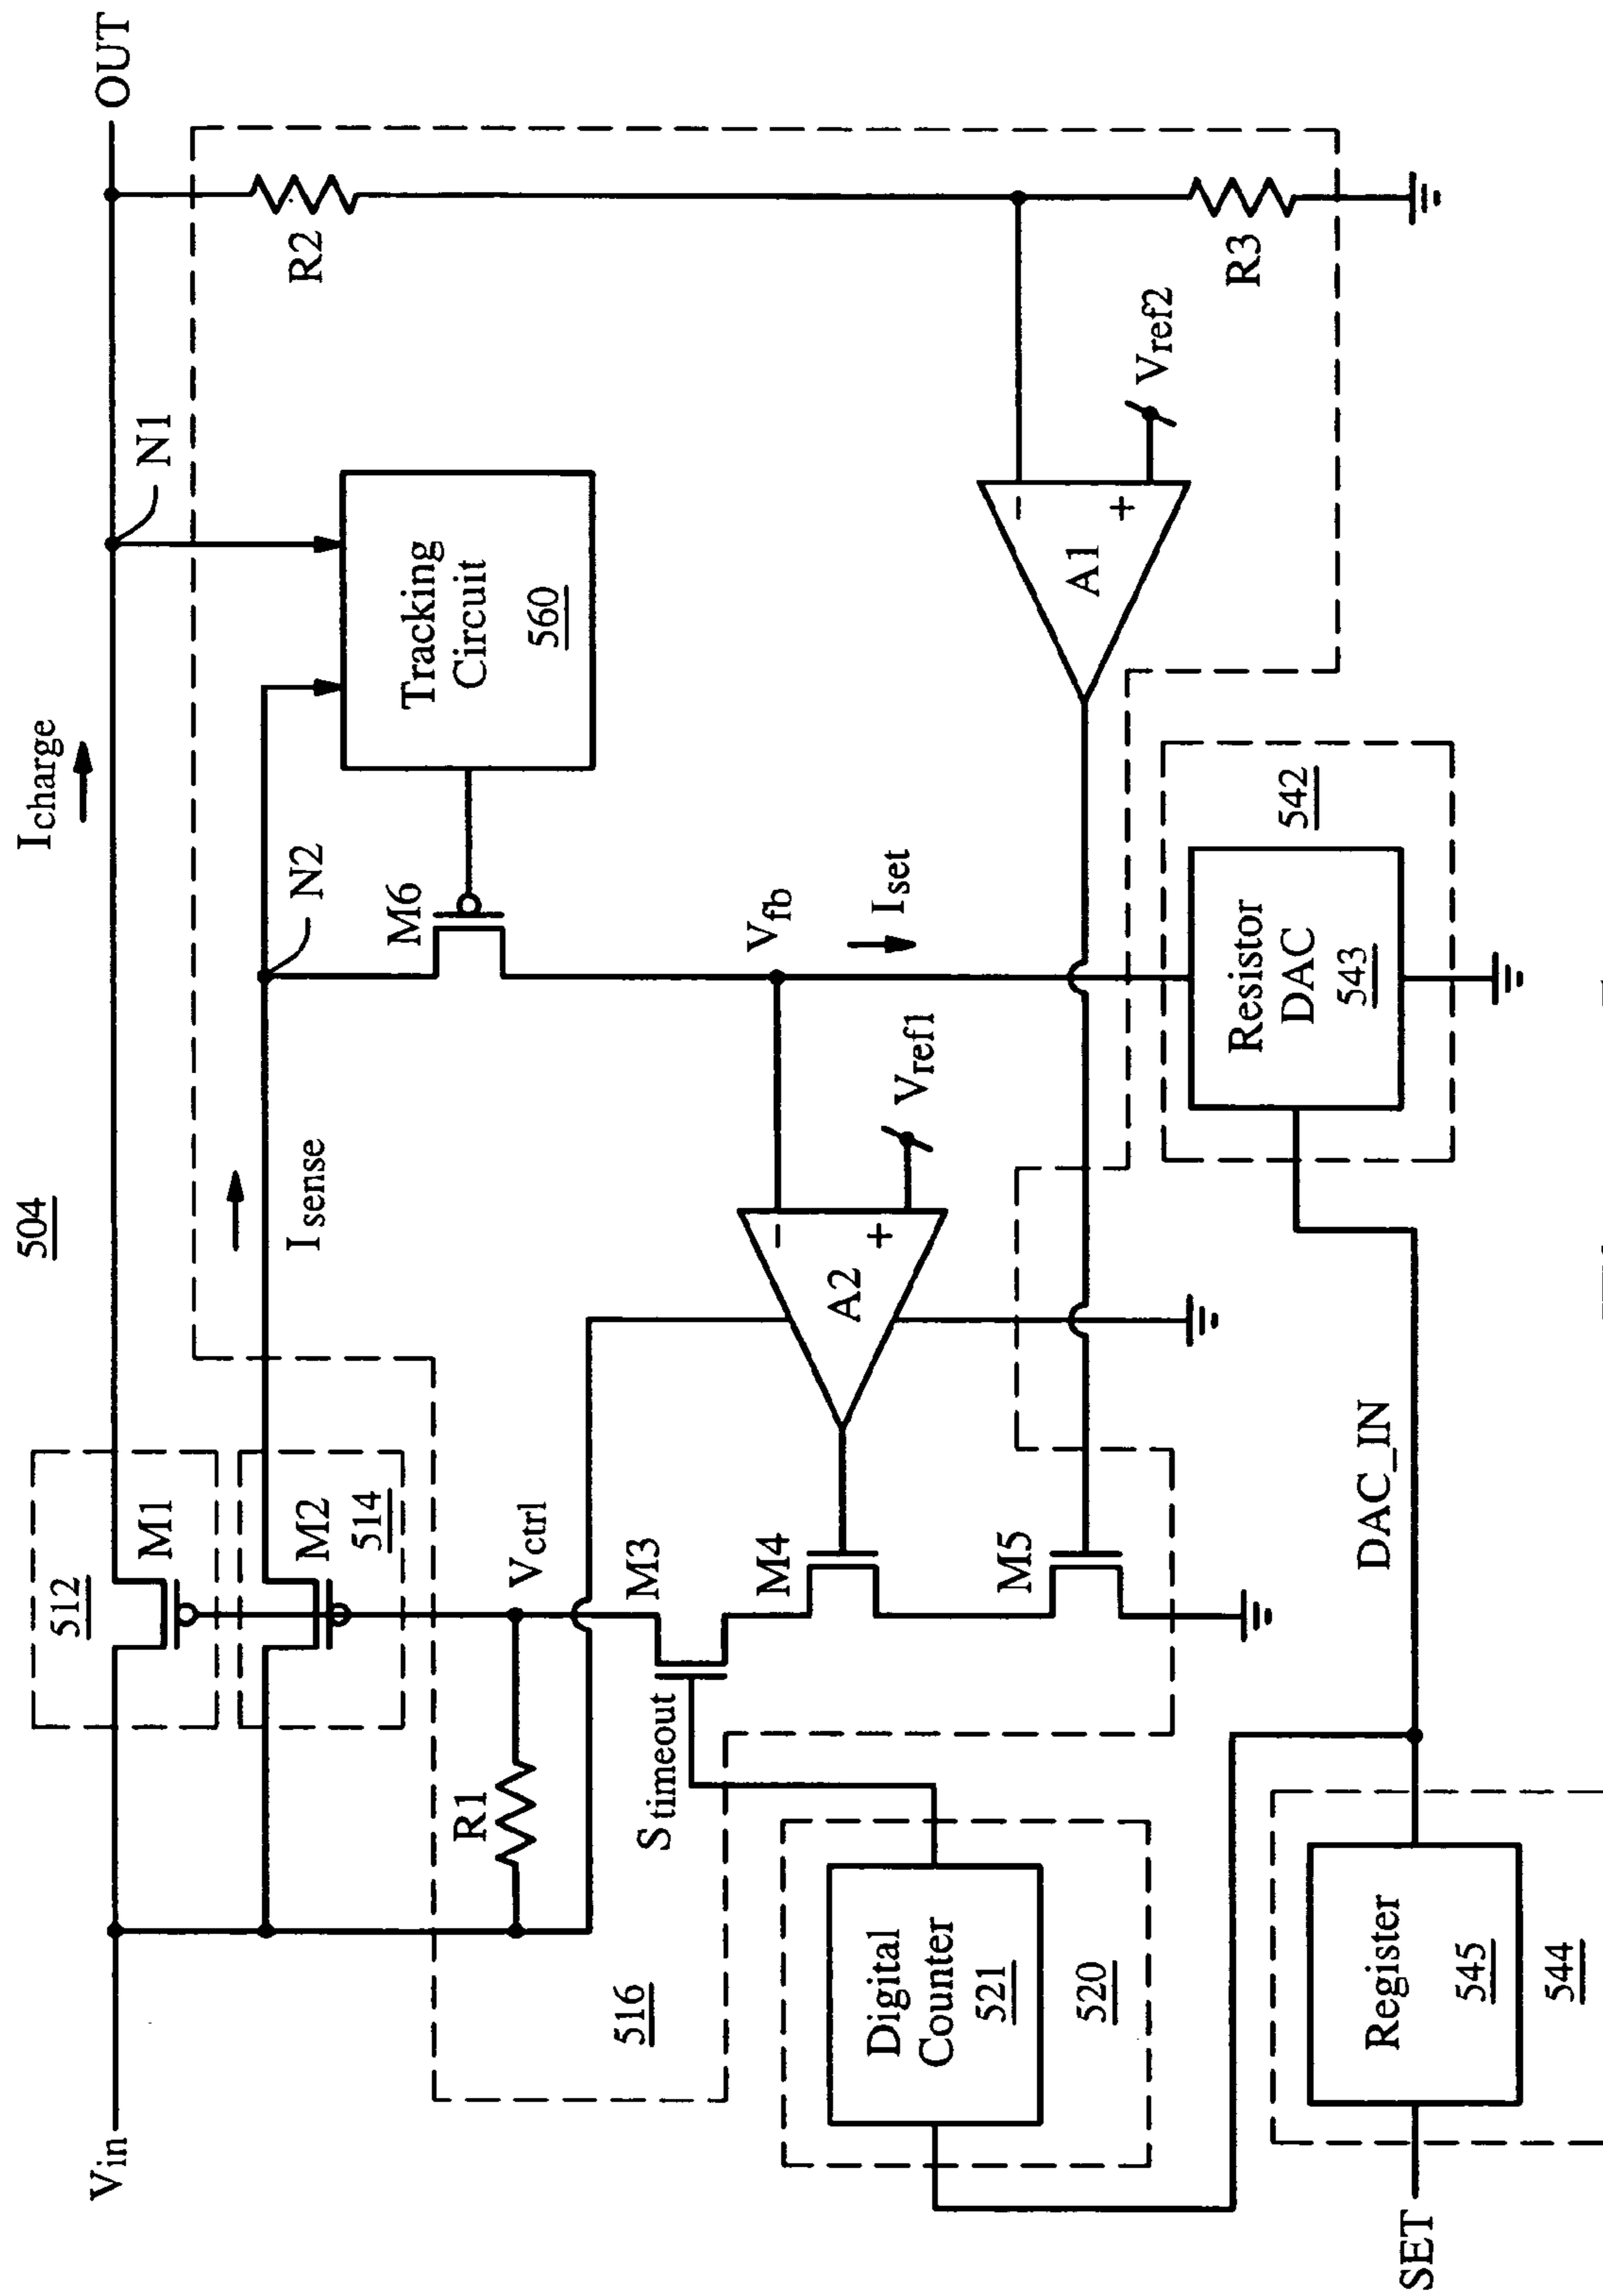 504
Icharge
OUT
Vin
512
M1
N1
M2
514
Isense
N2
R2
Tracking
Circuit
560
M6
R1
Vctrl
516
Stimeout
M3
M4
M5
A2
−
+
Vref1
Vfb
Iset
A1
−
+
Vref2
R3
Digital
Counter
521
520
Resistor
DAC
543
542
DAC_IN
SET
Register
545
544